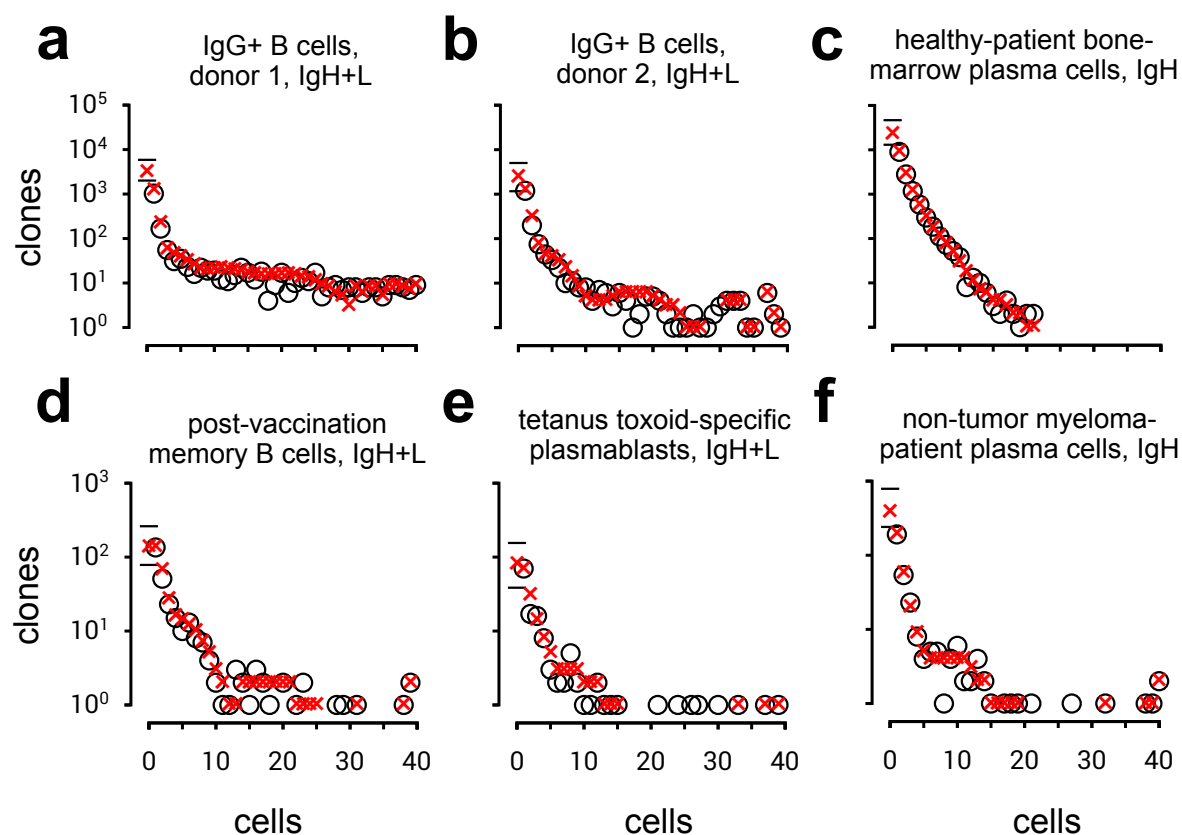 a
IgG+ B cells,
donor 1, IgH+L
b
IgG+ B cells,
donor 2, IgH+L
c
healthy-patient bone-
marrow plasma cells, IgH
10^5
10^4
10^3
10^2
10^1
10^0
clones
d
post-vaccination
memory B cells, IgH+L
e
tetanus toxoid-specific
plasmablasts, IgH+L
f
non-tumor myeloma-
patient plasma cells, IgH
10^3
10^2
10^1
10^0
clones
0 10 20 30 40
0 10 20 30 40
0 10 20 30 40
cells
cells
cells